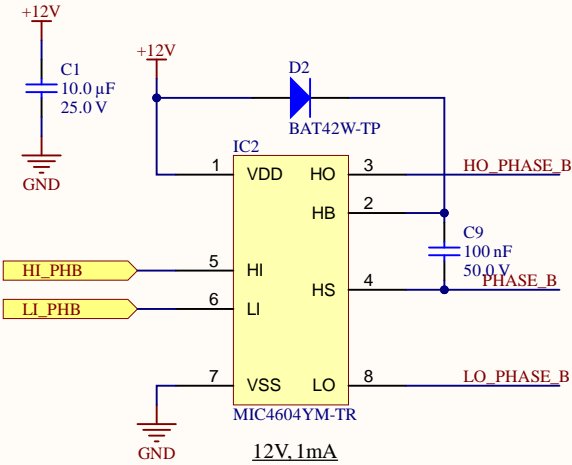 +12V
C1
10.0 µF
25.0 V
GND
+12V
D2
BAT42W-TP
IC2
1
VDD
HO
3
HO_PHASE_B
HB
2
C9
100 nF
50.0 V
HI_PHB
5
HI
HS
4
PHASE_B
LI_PHB
6
LI
7
VSS
LO
8
LO_PHASE_B
MIC4604YM-TR
GND
12V, 1mA